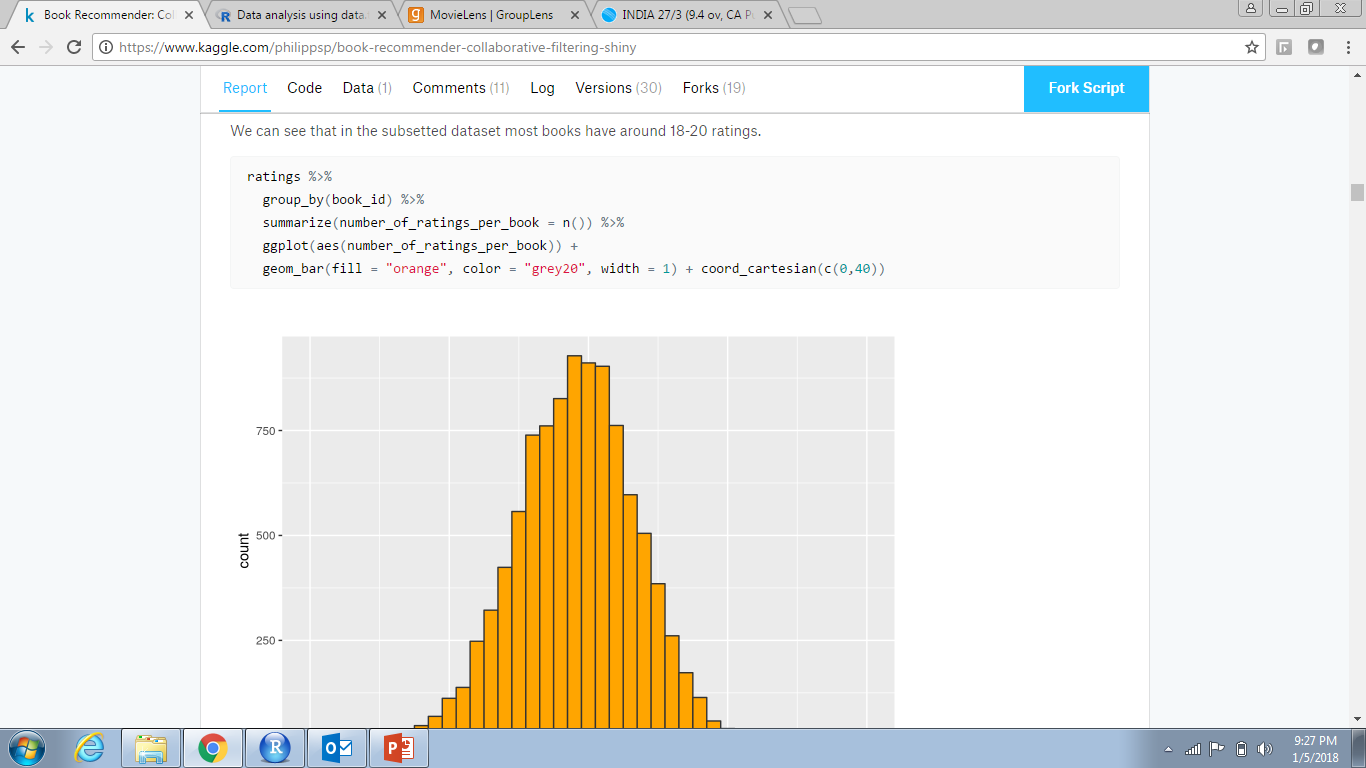 Book Recommender: Col
Data analysis using data.t
MovieLens | GroupLens
INDIA 27/3 (9.4 ov, CA P
https://www.kaggle.com/philippsp/book-recommender-collaborative-filtering-shiny
Report Code Data (1) Comments (11) Log Versions (30) Forks (19) Fork Script
We can see that in the subsetted dataset most books have around 18-20 ratings.
ratings %>%
group_by(book_id) %>%
summarize(number_of_ratings_per_book = n()) %>%
ggplot(aes(number_of_ratings_per_book)) +
geom_bar(fill = "orange", color = "grey20", width = 1) + coord_cartesian(c(0,40))
750
500
count
250
9:27 PM
1/5/2018